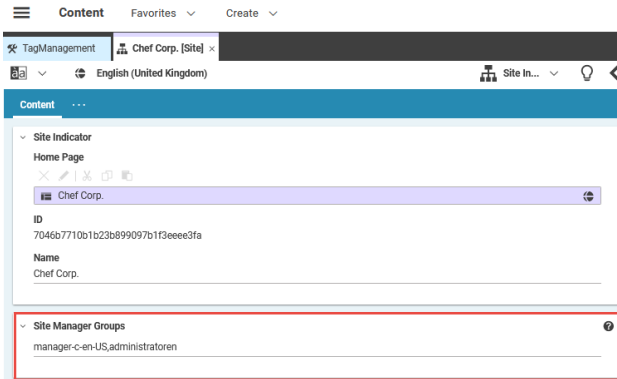 Content Favorites Create
TagManagement Chef Corp. [Site] ×
āa English (United Kingdom) Site In...
Content ...
Site Indicator
Home Page
Chef Corp.
ID
7046b7710b1b23b899097b1f3eeee3fa
Name
Chef Corp.
Site Manager Groups ?
manager-c-en-US,administratoren